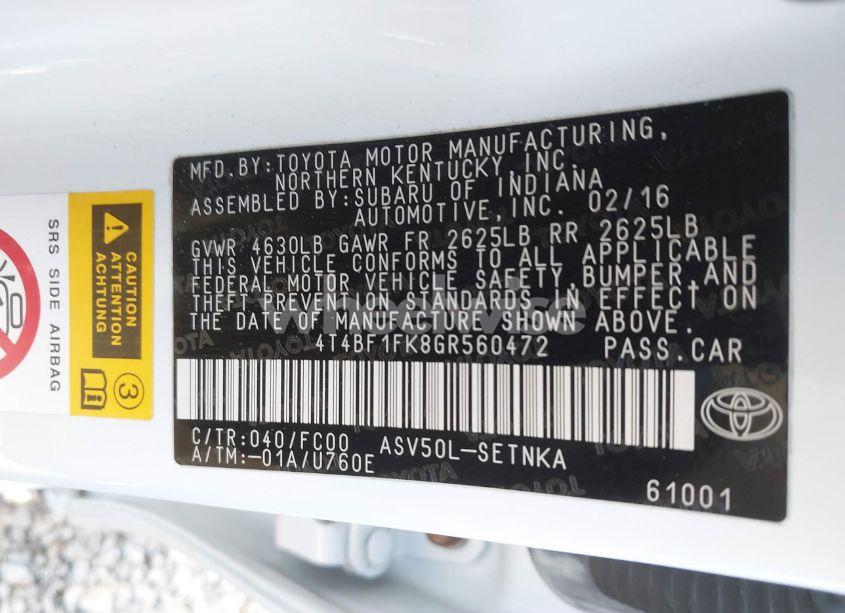 MFD.BY:TOYOTA MOTOR MANUFACTURING,
NORTHERN KENTUCKY, INC.
ASSEMBLED BY:SUBARU OF INDIANA
AUTOMOTIVE,INC. 02/16
GVWR 4630LB GAWR FR 2625LB RR 2625LB
THIS VEHICLE CONFORMS TO ALL APPLICABLE
FEDERAL MOTOR VEHICLE SAFETY, BUMPER,AND
THEFT PREVENTION STANDARDS IN EFFECT ON
THE DATE OF MANUFACTURE SHOWN ABOVE.
4T4BF1FK8GR560472 PASS.CAR
C/TR:040/FC00 ASV50L-SETNKA
A/TM:-01A/U760E
61001
SRS SIDE AIRBAG
CAUTION
ATTENTION
ACHTUNG
3